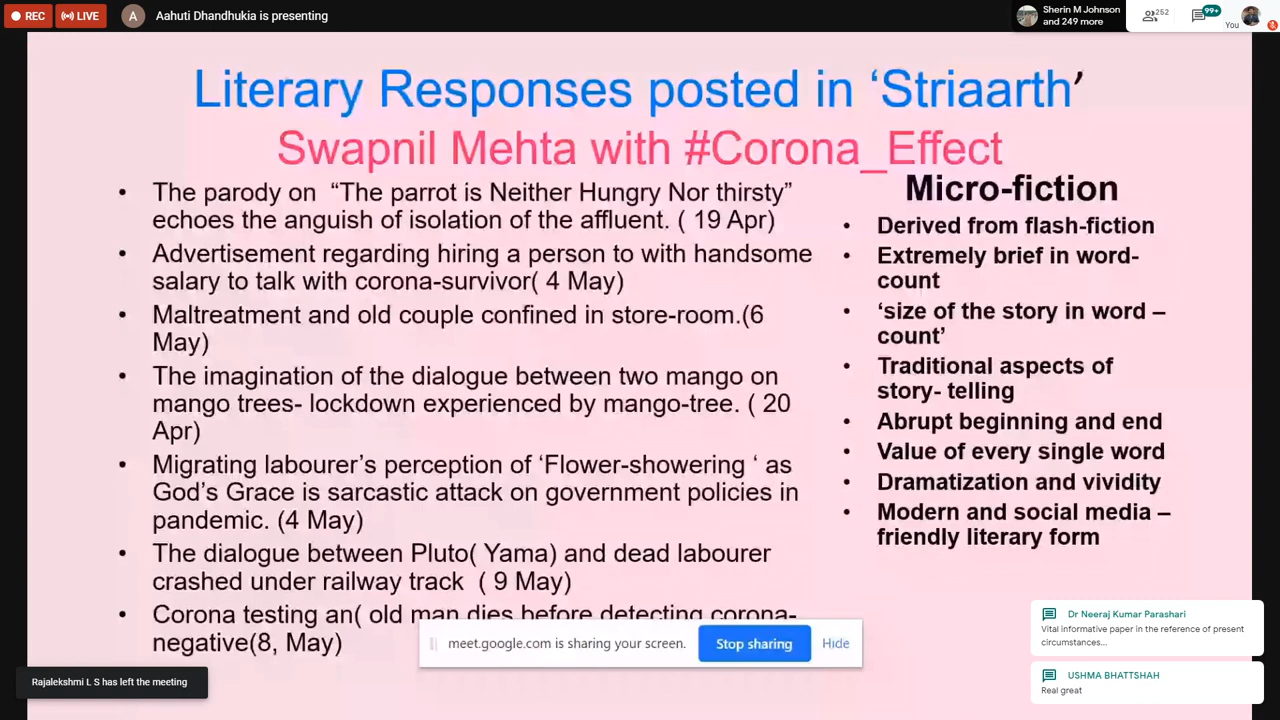 REC
LIVE
A
Aahuti Dhandhukia is presenting
Sherin M Johnson
and 249 more
252
99+
You
Literary Responses posted in ‘Striaarth’
Swapnil Mehta with #Corona_Effect
• The parody on “The parrot is Neither Hungry Nor thirsty”
echoes the anguish of isolation of the affluent. ( 19 Apr)
• Advertisement regarding hiring a person to with handsome
salary to talk with corona-survivor( 4 May)
• Maltreatment and old couple confined in store-room.(6
May)
• The imagination of the dialogue between two mango on
mango trees- lockdown experienced by mango-tree. ( 20
Apr)
• Migrating labourer’s perception of ‘Flower-showering ‘ as
God’s Grace is sarcastic attack on government policies in
pandemic. (4 May)
• The dialogue between Pluto( Yama) and dead labourer
crashed under railway track ( 9 May)
• Corona testing an( old man dies before detecting corona-
negative(8, May)
Micro-fiction
• Derived from flash-fiction
• Extremely brief in word-
count
• ‘size of the story in word –
count’
• Traditional aspects of
story- telling
• Abrupt beginning and end
• Value of every single word
• Dramatization and vividity
• Modern and social media –
friendly literary form
meet.google.com is sharing your screen.
Stop sharing
Hide
Rajalekshmi L S has left the meeting
Dr Neeraj Kumar Parashari
Vital informative paper in the reference of present
circumstances...
USHMA BHATTSHAH
Real great